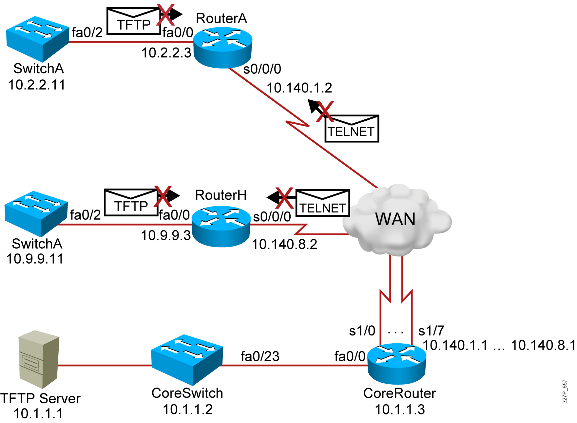 TFTP
RouterA
fa0/2
fa0/0
10.2.2.3
SwitchA
10.2.2.11
s0/0/0
10.140.1.2
TELNET
TFTP
RouterH
TELNET
fa0/2
fa0/0
s0/0/0
10.9.9.3
10.140.8.2
SwitchA
10.9.9.11
WAN
s1/0 ... s1/7
10.140.1.1 ... 10.140.8.1
fa0/23
fa0/0
TFTP Server
10.1.1.1
CoreSwitch
10.1.1.2
CoreRouter
10.1.1.3